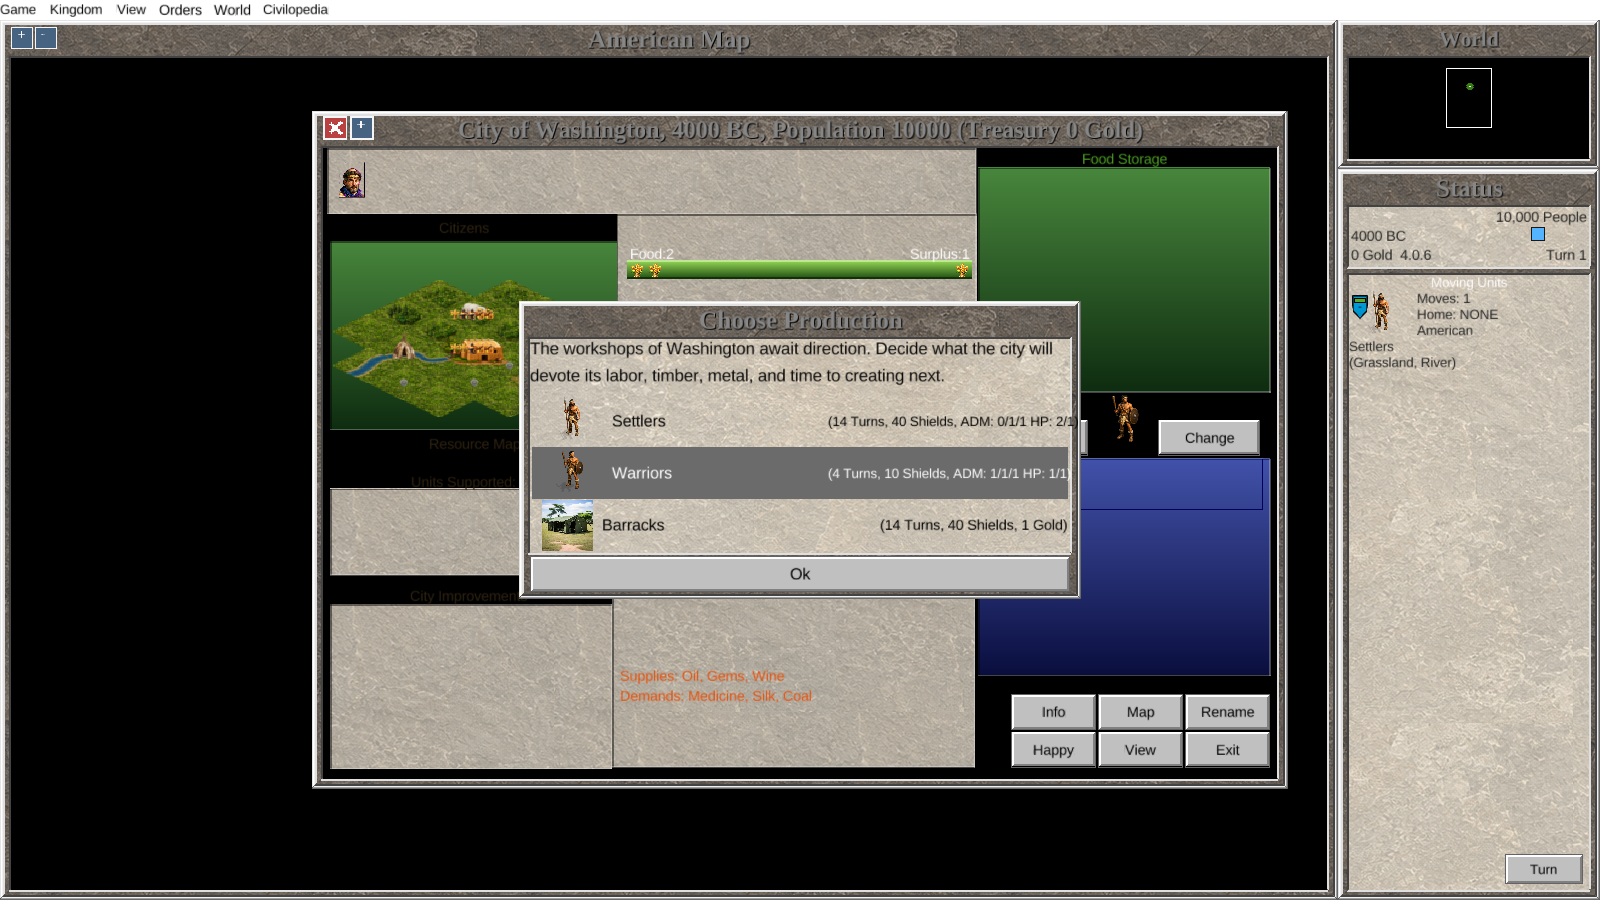 Game Kingdom View Orders World Civilopedia
+ - American Map
World
+ City of Washington, 4000 BC, Population 10000 (Treasury 0 Gold)
Food Storage
Citizens
Food:2 Surplus:1
Resource Map
Units Supported
City Improvemen
Choose Production
The workshops of Washington await direction. Decide what the city will
devote its labor, timber, metal, and time to creating next.
Settlers (14 Turns, 40 Shields, ADM: 0/1/1 HP: 2/1)
Warriors (4 Turns, 10 Shields, ADM: 1/1/1 HP: 1/1)
Barracks (14 Turns, 40 Shields, 1 Gold)
Ok
Change
Supplies: Oil, Gems, Wine
Demands: Medicine, Silk, Coal
Info Map Rename
Happy View Exit
Status
10,000 People
4000 BC
0 Gold 4.0.6 Turn 1
Moving Units
Moves: 1
Home: NONE
American
Settlers
(Grassland, River)
Turn